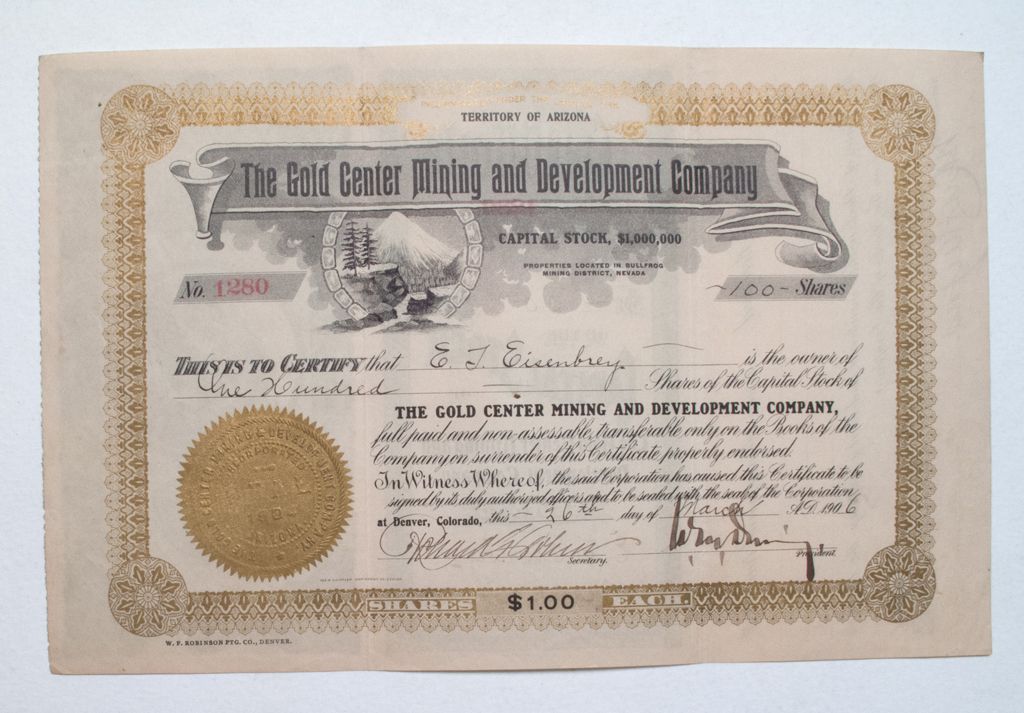 INCORPORATED UNDER THE LAWS OF THE
TERRITORY OF ARIZONA
The Gold Center Mining and Development Company
CAPITAL STOCK, $1,000,000
PROPERTIES LOCATED IN BULLFROG
MINING DISTRICT, NEVADA
No. 1280
-100- Shares
THIS IS TO CERTIFY that E. J. Eisenbrey is the owner of
One Hundred Shares of the Capital Stock of
THE GOLD CENTER MINING AND DEVELOPMENT COMPANY,
full paid and non-assessable, transferable only on the Books of the
Company on surrender of this Certificate properly endorsed.
In Witness Whereof, the said Corporation has caused this Certificate to be
signed by its duly authorized officers and to be sealed with the seal of the Corporation
at Denver, Colorado, this 26th day of March A.D. 1906
Secretary. President.
SHARES $1.00 EACH.
W. F. ROBINSON PTG. CO., DENVER.